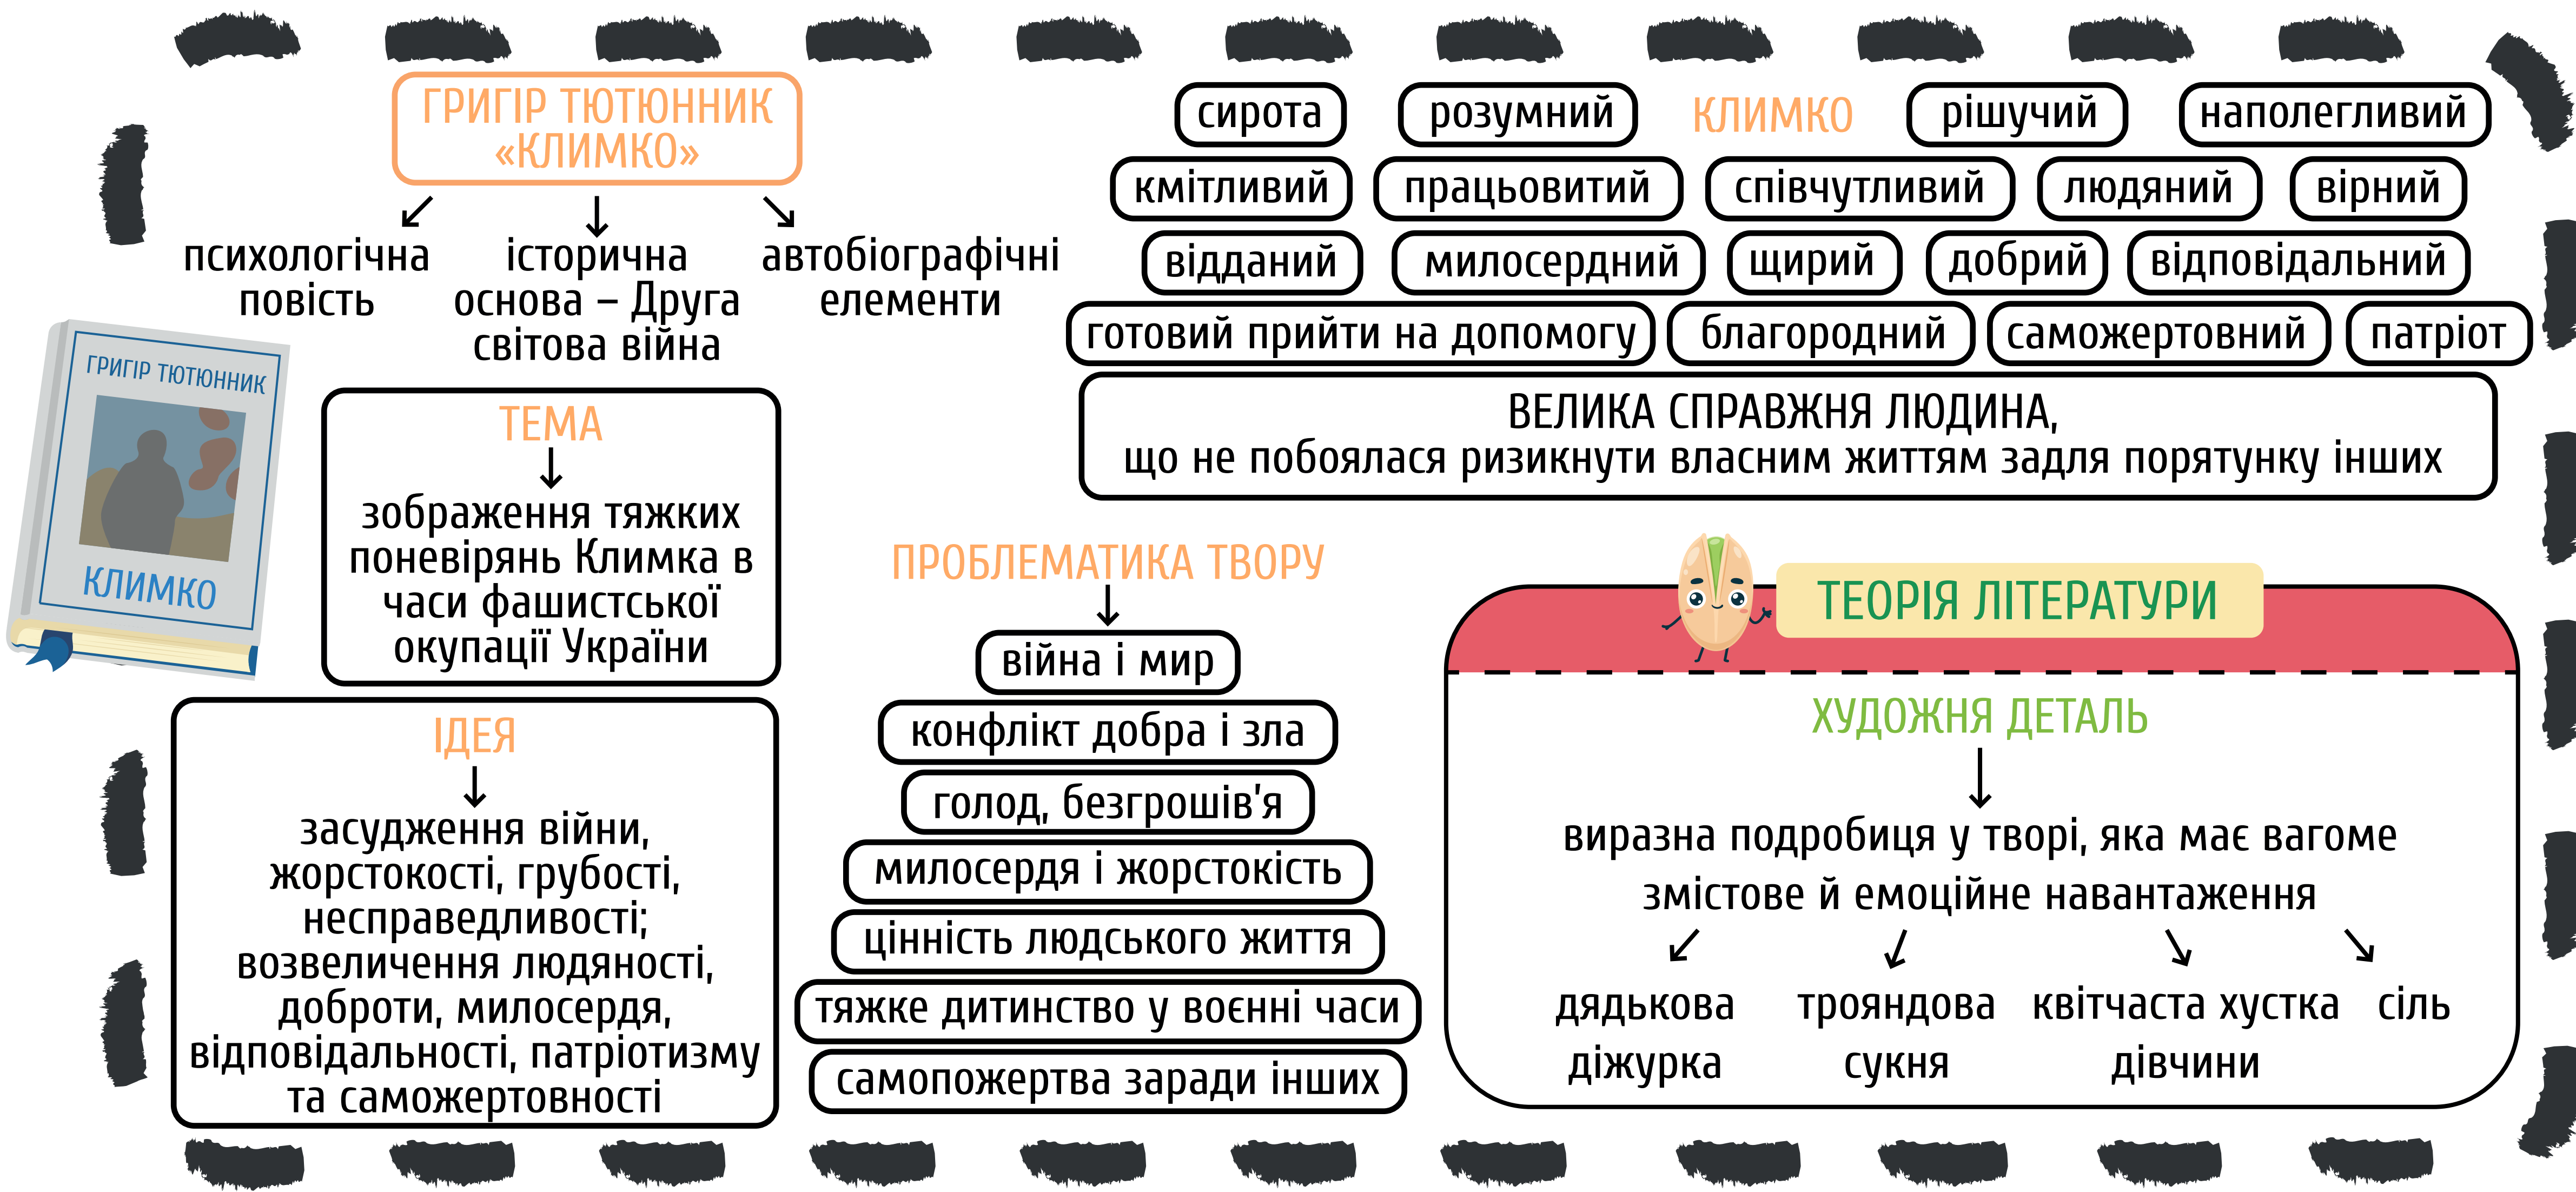 ГРИГІР ТЮТЮННИК
«КЛИМКО»
психологічна
повість
історична
основа – Друга
світова війна
автобіографічні
елементи
ГРИГІР ТЮТЮННИК
КЛИМКО
ТЕМА
зображення тяжких
поневірянь Климка в
часи фашистської
окупації України
ІДЕЯ
засудження війни,
жорстокості, грубості,
несправедливості;
возвеличення людяності,
доброти, милосердя,
відповідальності, патріотизму
та саможертовності
сирота
розумний
КЛИМКО
рішучий
наполегливий
кмітливий
працьовитий
співчутливий
людяний
вірний
відданий
милосердний
щирий
добрий
відповідальний
готовий прийти на допомогу
благородний
саможертовний
патріот
ВЕЛИКА СПРАВЖНЯ ЛЮДИНА,
що не побоялася ризикнути власним життям задля порятунку інших
ПРОБЛЕМАТИКА ТВОРУ
війна і мир
конфлікт добра і зла
голод, безгрошів'я
милосердя і жорстокість
цінність людського життя
тяжке дитинство у воєнні часи
самопожертва заради інших
ТЕОРІЯ ЛІТЕРАТУРИ
ХУДОЖНЯ ДЕТАЛЬ
виразна подробиця у творі, яка має вагоме
змістове й емоційне навантаження
дядькова
діжурка
трояндова
сукня
квітчаста хустка
дівчини
сіль